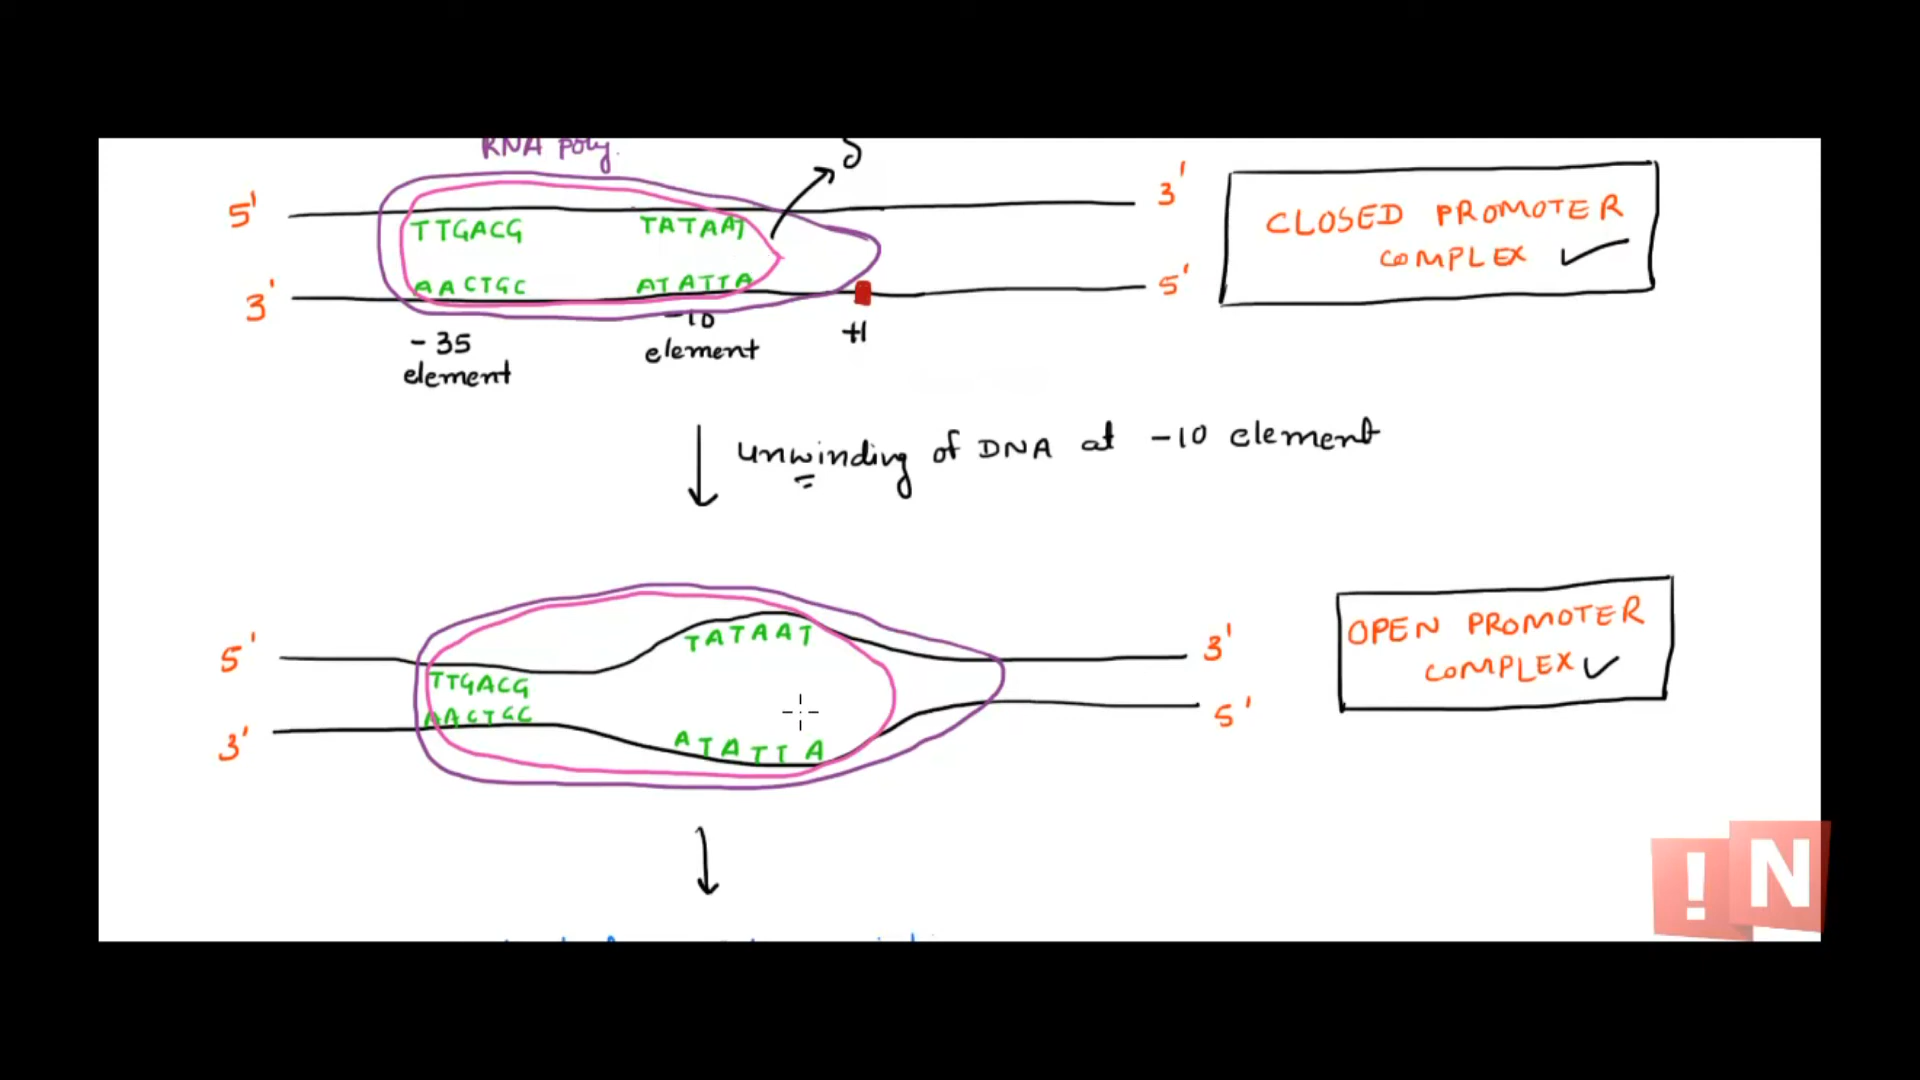 RNA poly.
5'
3'
CLOSED PROMOTER
COMPLEX ✓
TTGACG
TATAAT
3'
AACTGC
ATATTA
5'
-35
element
-10
element
+1
unwinding of DNA at -10 element
5'
3'
TATAAT
TTGACG
AACTGC
OPEN PROMOTER
COMPLEX ✓
3'
ATATTA
5'
!N